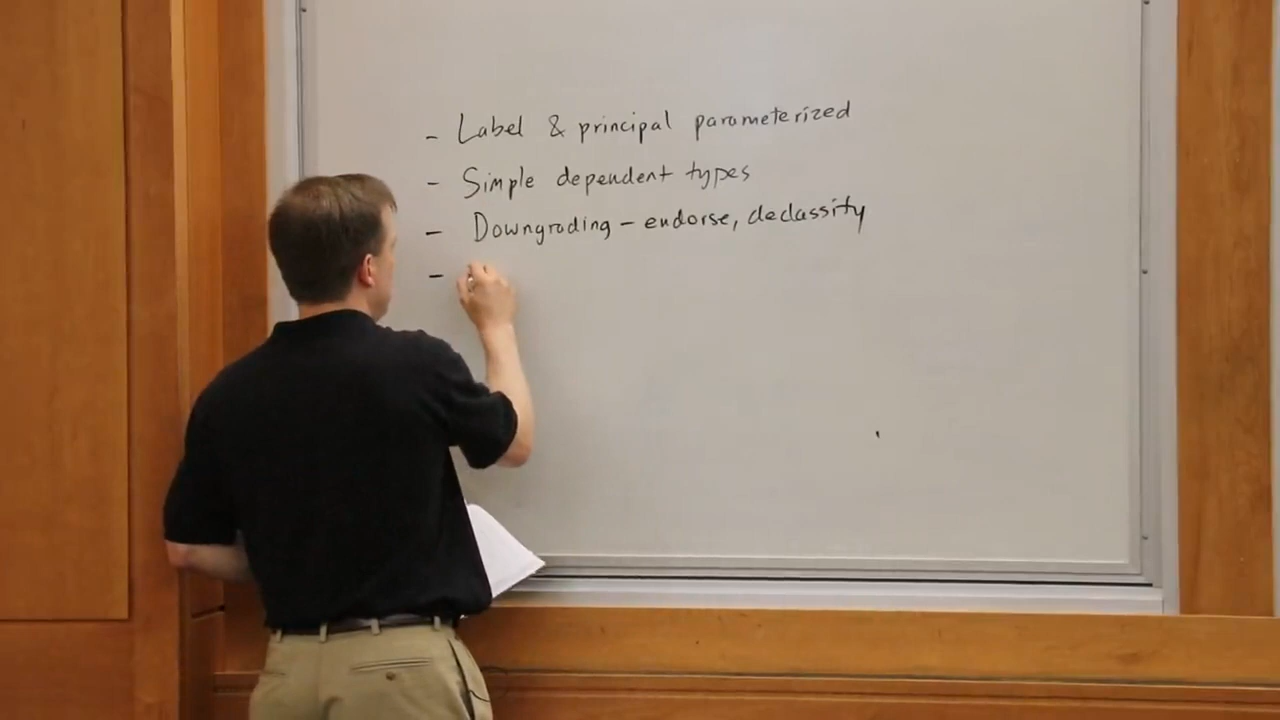 - Label & principal parameterized
- Simple dependent types
- Downgrading - endorse, declassify
-